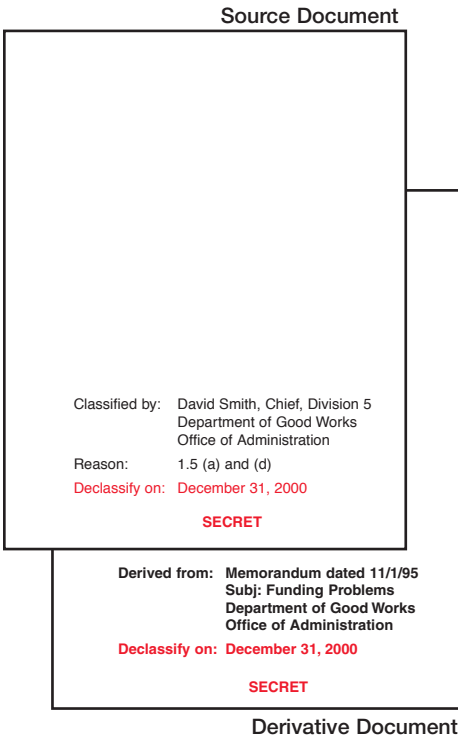 Source Document
Classified by: David Smith, Chief, Division 5
Department of Good Works
Office of Administration
Reason: 1.5 (a) and (d)
Declassify on: December 31, 2000
SECRET
Derived from: Memorandum dated 11/1/95
Subj: Funding Problems
Department of Good Works
Office of Administration
Declassify on: December 31, 2000
SECRET
Derivative Document